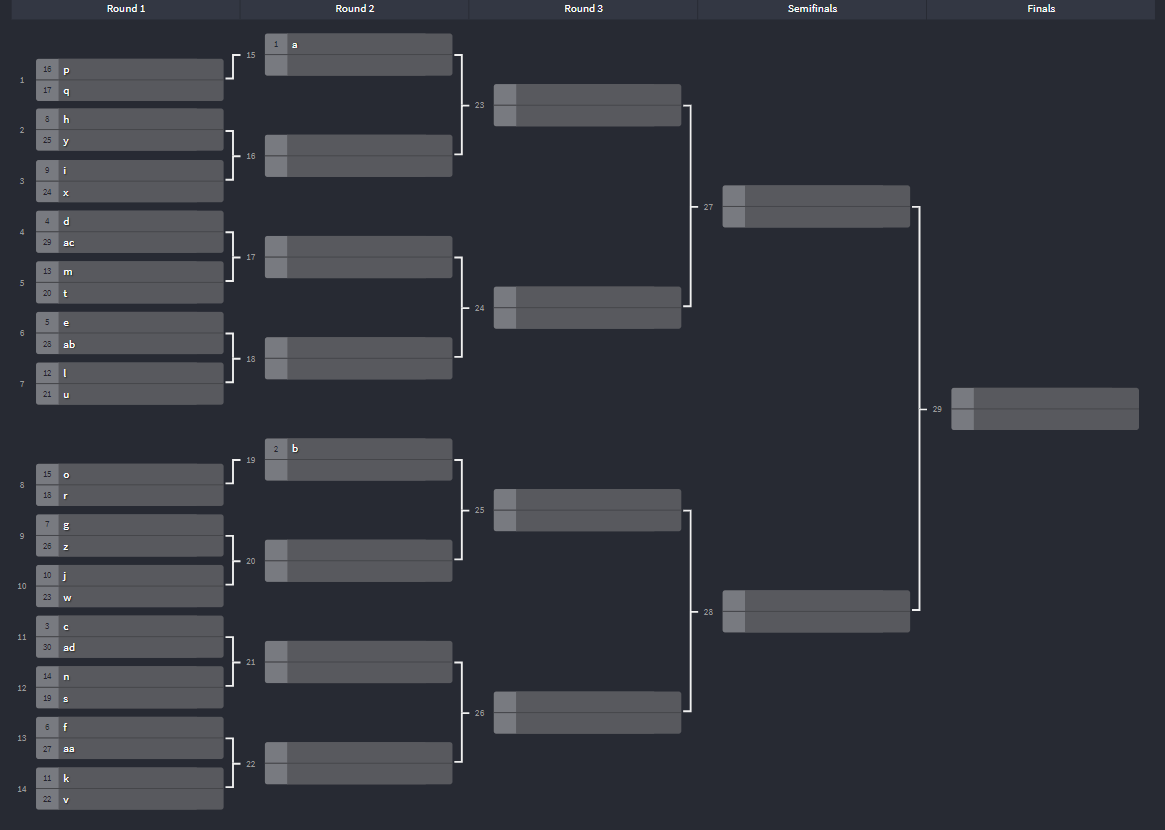 Round 1 Round 2 Round 3 Semifinals Finals
1 16 p
17 q
2 8 h
25 y
3 9 i
24 x
4 4 d
29 ac
5 13 m
20 t
6 5 e
28 ab
7 12 l
21 u
8 15 o
18 r
9 7 g
26 z
10 10 j
23 w
11 3 c
30 ad
12 14 n
19 s
13 6 f
27 aa
14 11 k
22 v
15 1 a
16
17
18
19 2 b
20
21
22
23
24
25
26
27
28
29